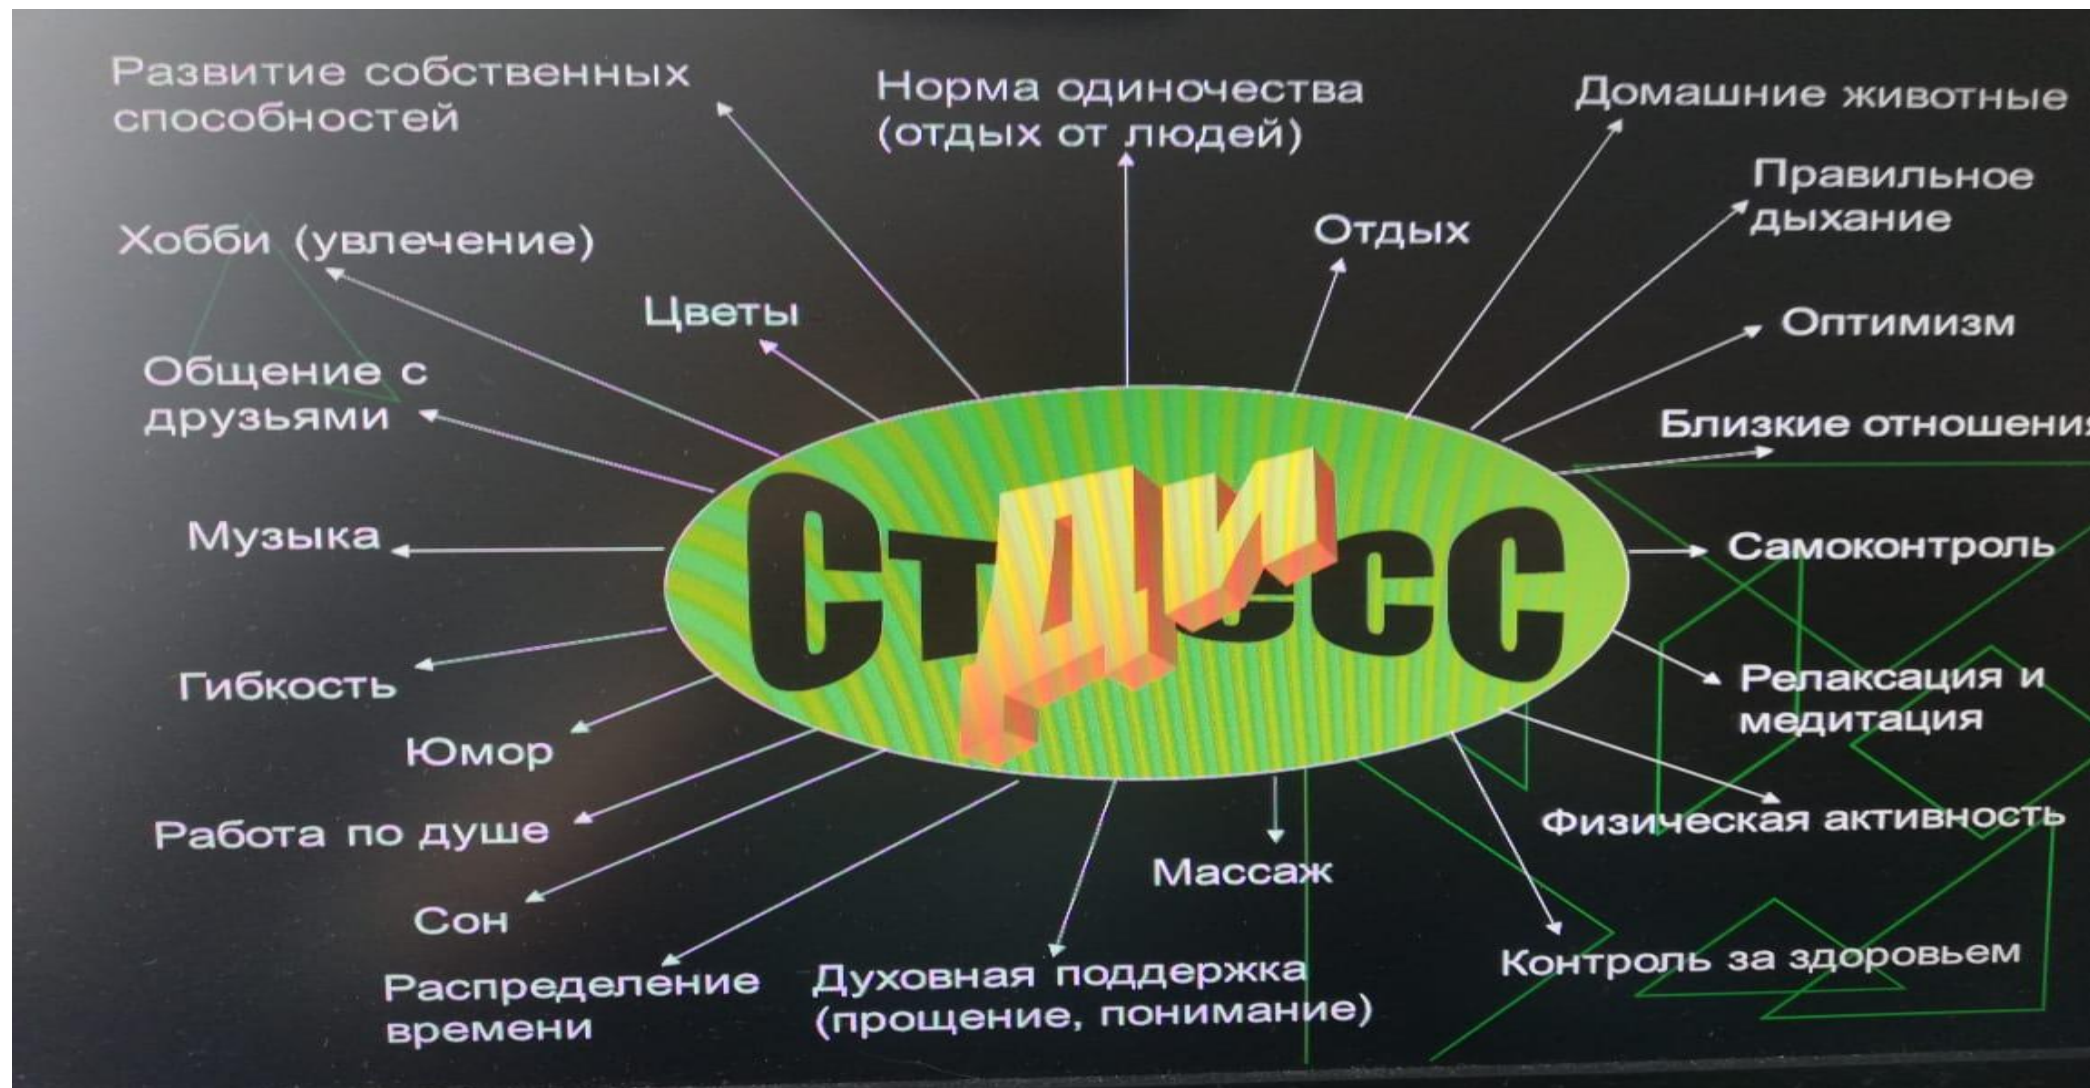 Развитие собственных
способностей
Норма одиночества
(отдых от людей)
Домашние животные
Правильное
дыхание
Хобби (увлечение)
Отдых
Цветы
Оптимизм
Общение с
друзьями
Близкие отношения
СтДиесс
Музыка
Самоконтроль
Гибкость
Релаксация и
медитация
Юмор
Работа по душе
Физическая активность
Массаж
Сон
Распределение
времени
Духовная поддержка
(прощение, понимание)
Контроль за здоровьем